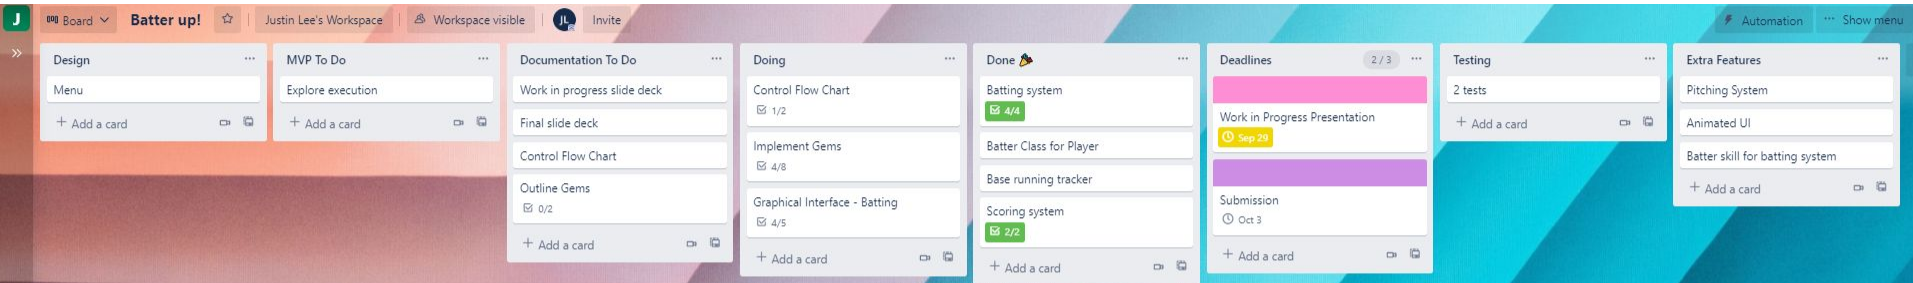 J Board Batter up! Justin Lee's Workspace Workspace visible JL Invite Automation ... Show menu
»
Design ...
Menu
+ Add a card
MVP To Do ...
Explore execution
+ Add a card
Documentation To Do ...
Work in progress slide deck
Final slide deck
Control Flow Chart
Outline Gems
0/2
+ Add a card
Doing ...
Control Flow Chart
1/2
Implement Gems
4/8
Graphical Interface - Batting
4/5
+ Add a card
Done 🎉 ...
Batting system
4/4
Batter Class for Player
Base running tracker
Scoring system
2/2
+ Add a card
Deadlines 2 / 3 ...
Work in Progress Presentation
Sep 29
Submission
Oct 3
+ Add a card
Testing ...
2 tests
+ Add a card
Extra Features ...
Pitching System
Animated UI
Batter skill for batting system
+ Add a card